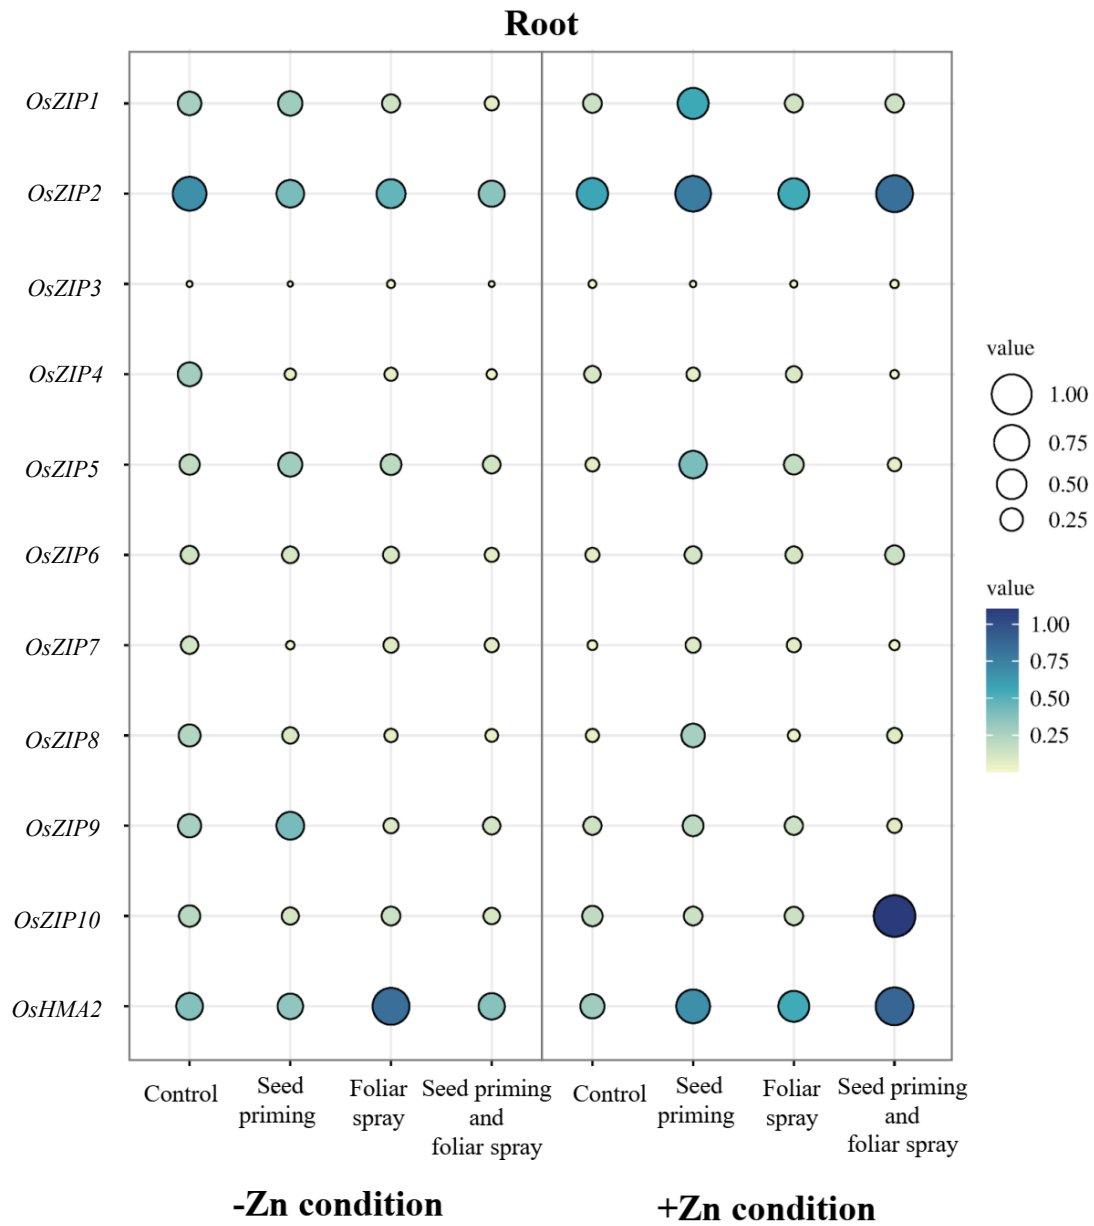 Root
OsZIP1
OsZIP2
OsZIP3
OsZIP4
OsZIP5
OsZIP6
OsZIP7
OsZIP8
OsZIP9
OsZIP10
OsHMA2
value
1.00
0.75
0.50
0.25
value
1.00
0.75
0.50
0.25
Control
Seed
priming
Foliar
spray
Seed priming
and
foliar spray
Control
Seed
priming
Foliar
spray
Seed priming
and
foliar spray
-Zn condition
+Zn condition